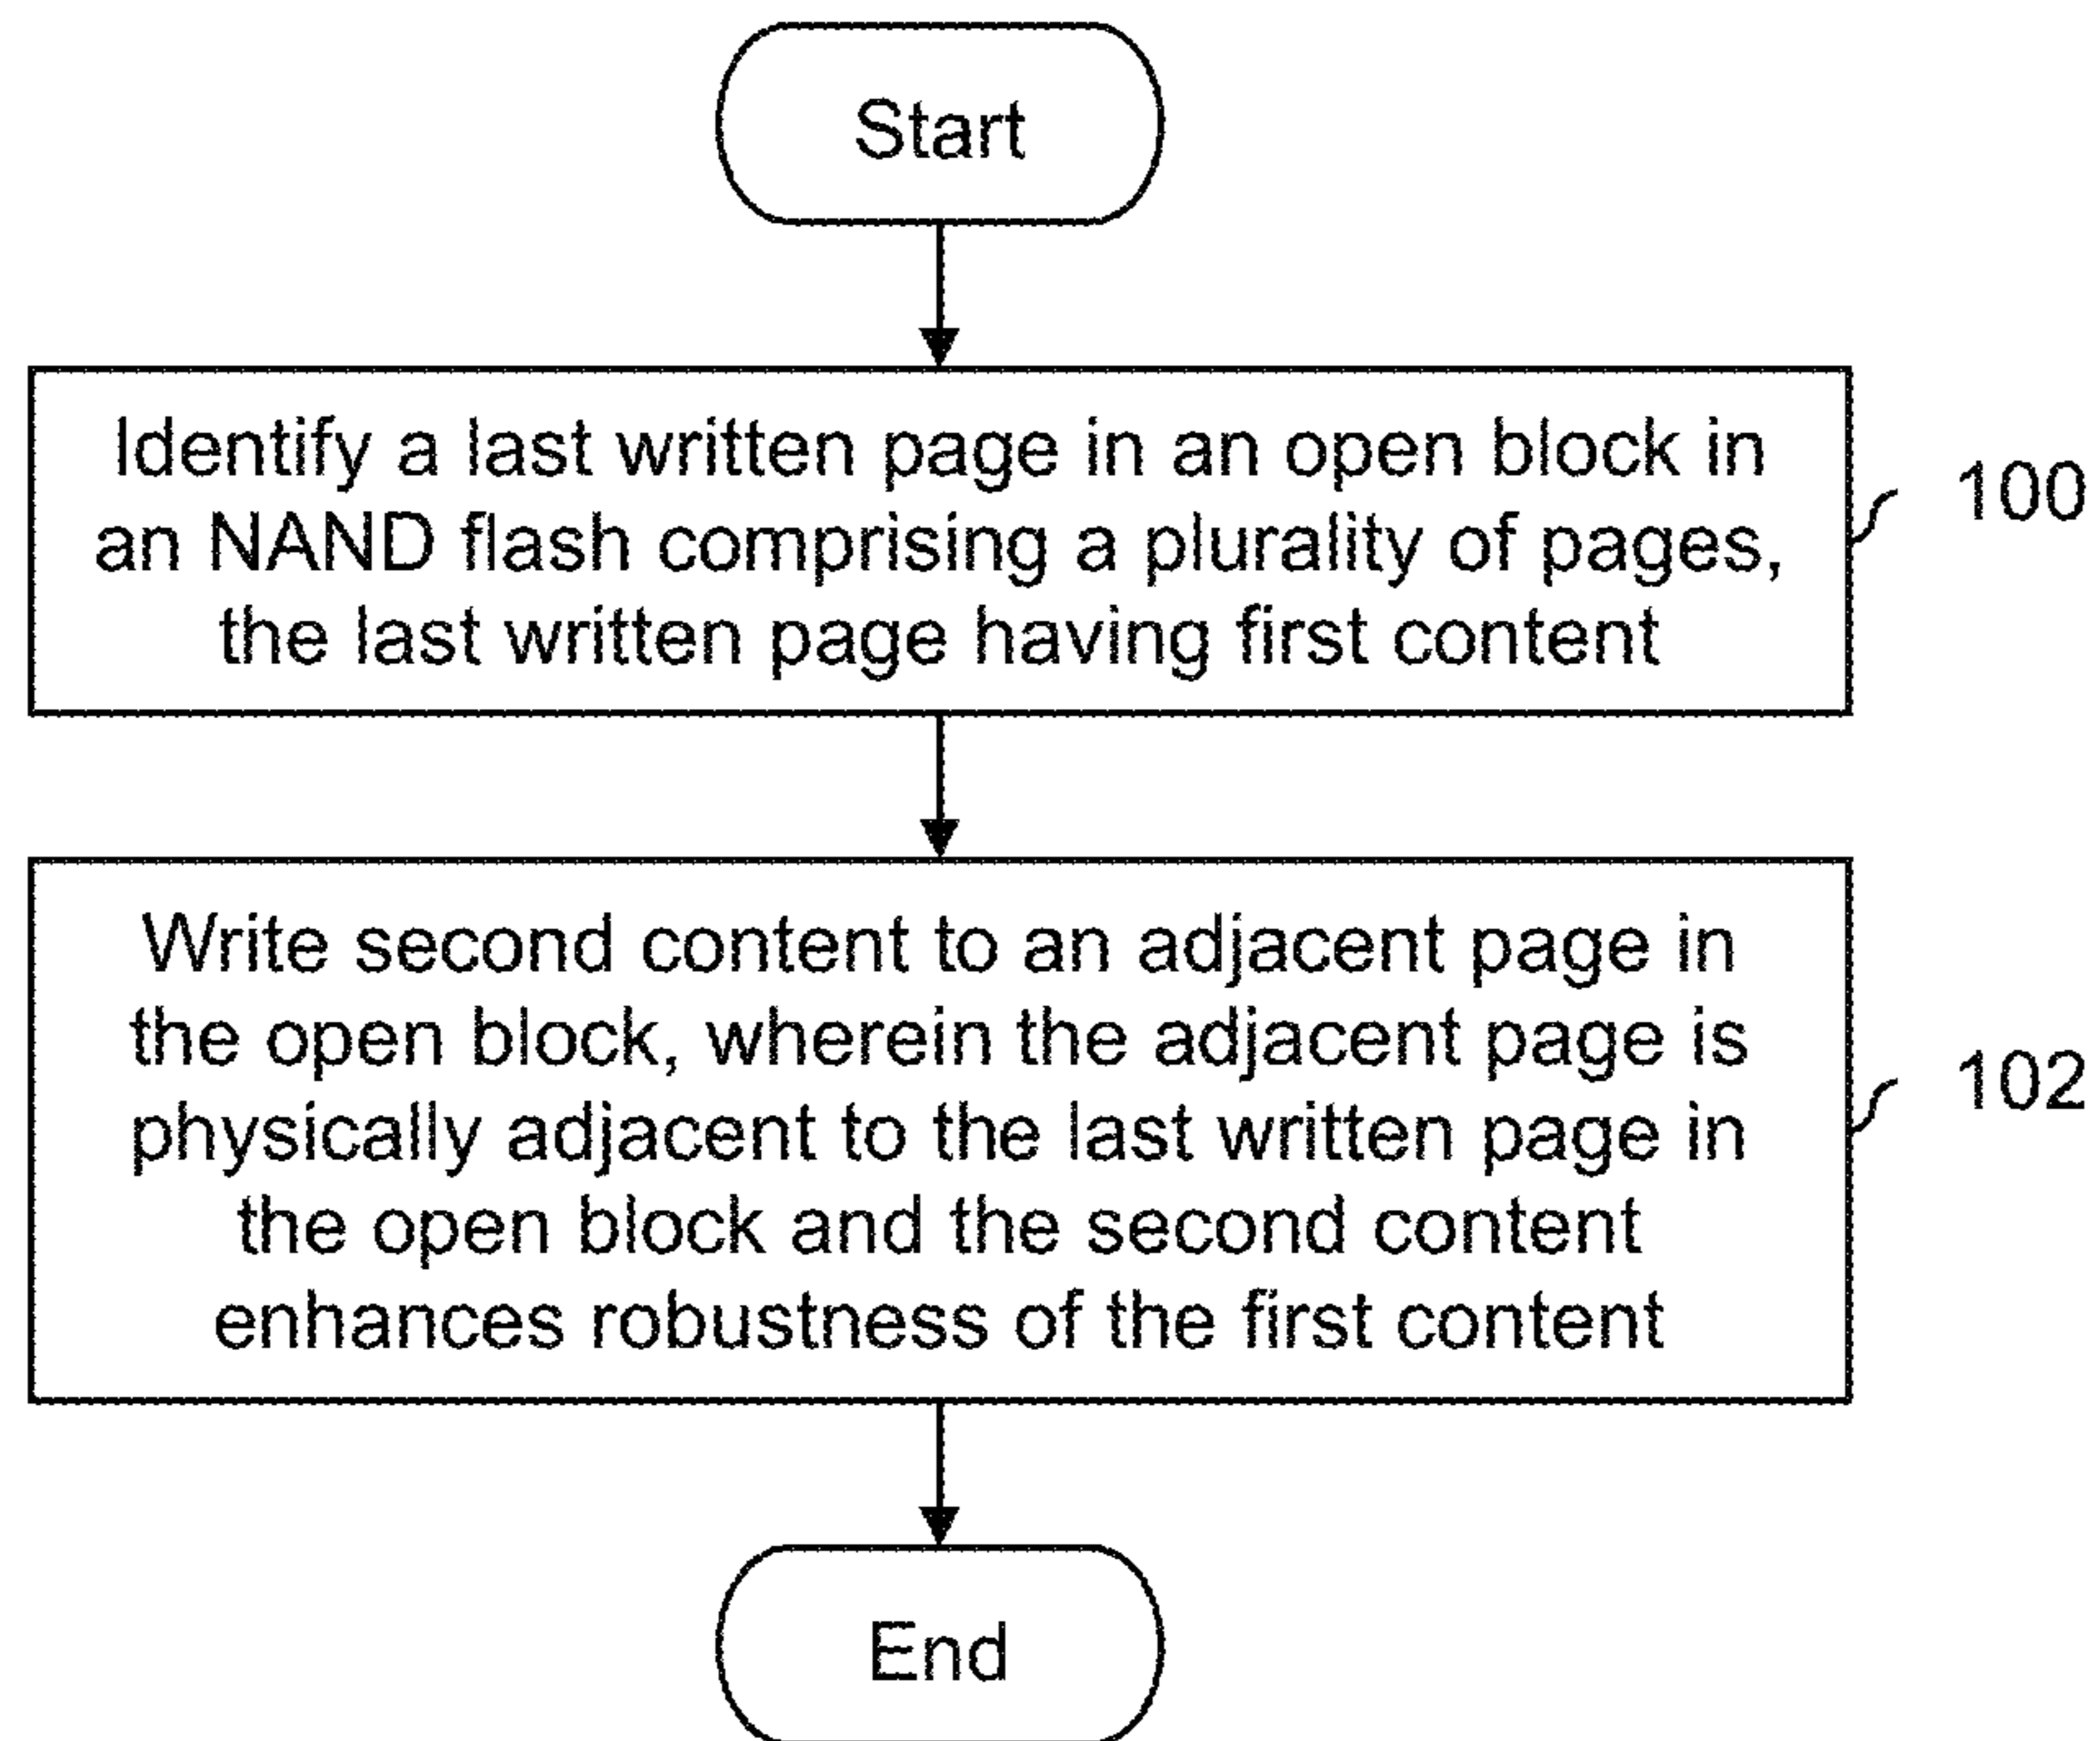 Start
Identify a last written page in an open block in
an NAND flash comprising a plurality of pages,
the last written page having first content
100
Write second content to an adjacent page in
the open block, wherein the adjacent page is
physically adjacent to the last written page in
the open block and the second content
enhances robustness of the first content
102
End